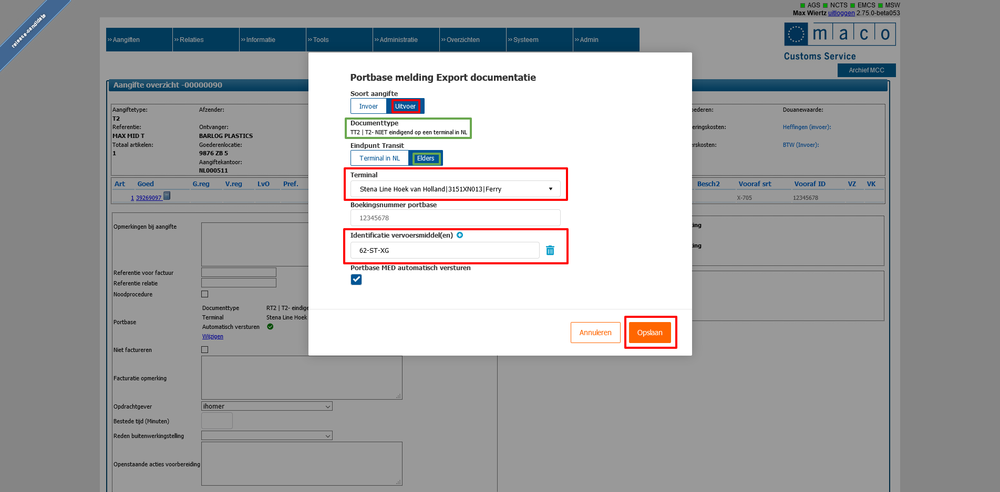 release-candidate
AGS NCTS EMCS MSW
Max Wiertz uitloggen 2.75.0-beta053
›› Aangiften ›› Relaties ›› Informatie ›› Tools ›› Administratie ›› Overzichten ›› Systeem ›› Admin
maco
Customs Service
Archief MCC
Aangifte overzicht -00000090
Aangiftetype: Afzender:
T2
Referentie: Ontvanger:
MAX MID T BARLOG PLASTICS
Totaal artikelen: Goederenlocatie:
1 9876 ZB 5
Aangiftekantoor:
NL000511
Douanewaarde:
Heffingen (invoer):
BTW (Invoer):
Art Goed G.reg V.reg LvO Pref. Besch2 Vooraf srt Vooraf ID VZ VK
1 39269097 X-705 12345678
Opmerkingen bij aangifte
Referentie voor factuur
Referentie relatie
Noodprocedure
Portbase
Documenttype RT2 | T2- eindige
Terminal Stena Line Hoek
Automatisch versturen
Wijzigen
Niet factureren
Facturatie opmerking
Opdrachtgever ihomer
Bestede tijd (Minuten)
Reden buitenwerkingstelling
Openstaande acties voorbereiding
Portbase melding Export documentatie
Soort aangifte
Invoer Uitvoer
Documenttype
TT2 | T2- NIET eindigend op een terminal in NL
Eindpunt Transit
Terminal in NL Elders
Terminal
Stena Line Hoek van Holland|3151XN013|Ferry
Boekingsnummer portbase
12345678
Identificatie vervoersmiddel(en)
62-ST-XG
Portbase MED automatisch versturen
Annuleren Opslaan